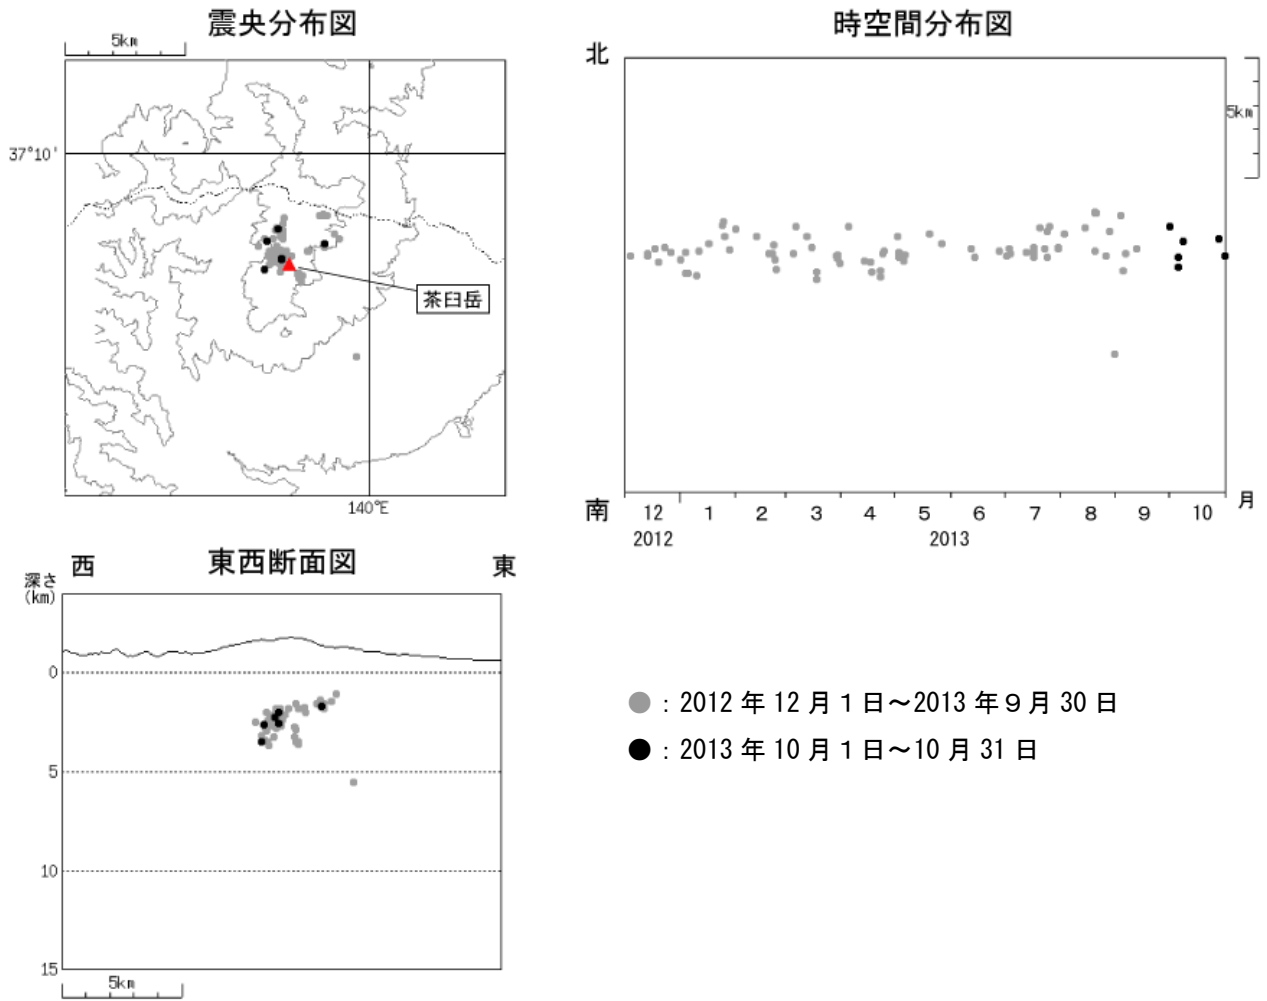 震央分布図
5km
37°10'
茶臼岳
140°E
時空間分布図
北
5km
南
12 1 2 3 4 5 6 7 8 9 10 月
2012 2013
東西断面図
西 東
深さ
(km)
0
5
10
15
5km
●：2012 年 12 月 1 日～2013 年 9 月 30 日
●：2013 年 10 月 1 日～10 月 31 日